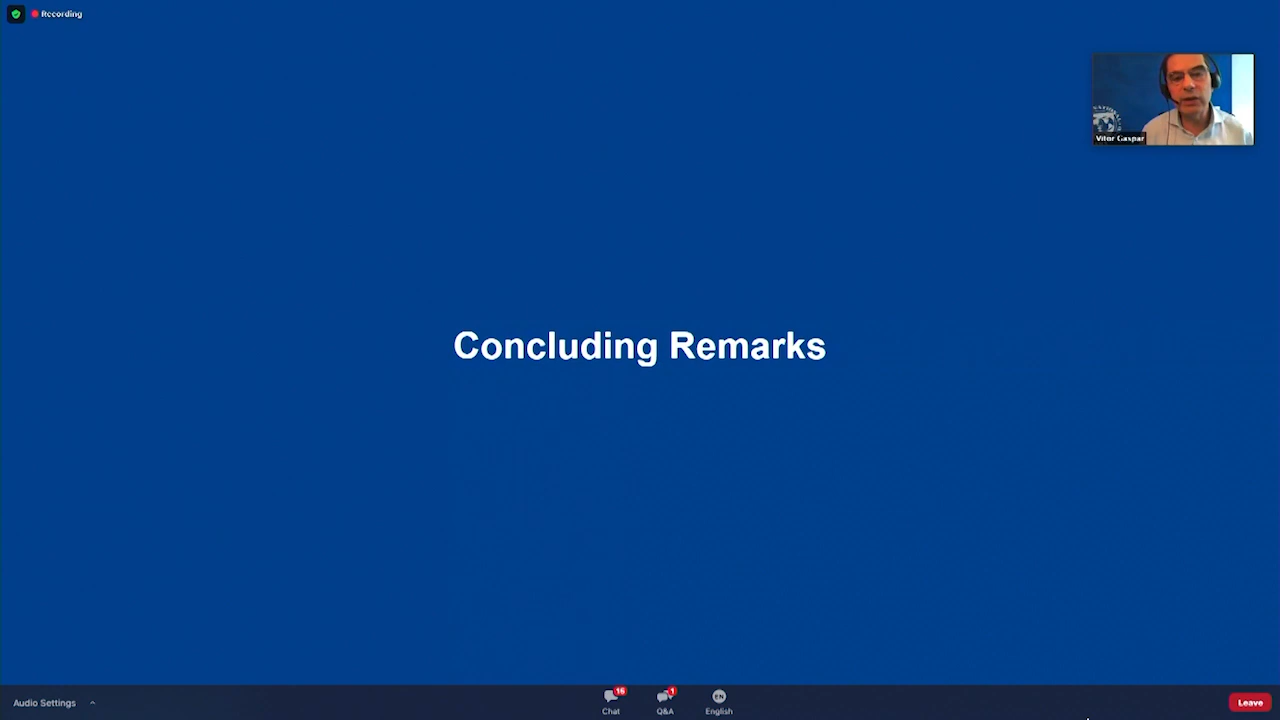 Recording
Vitor Gaspar
Concluding Remarks
Audio Settings
16
Chat
1
Q&A
EN
English
Leave